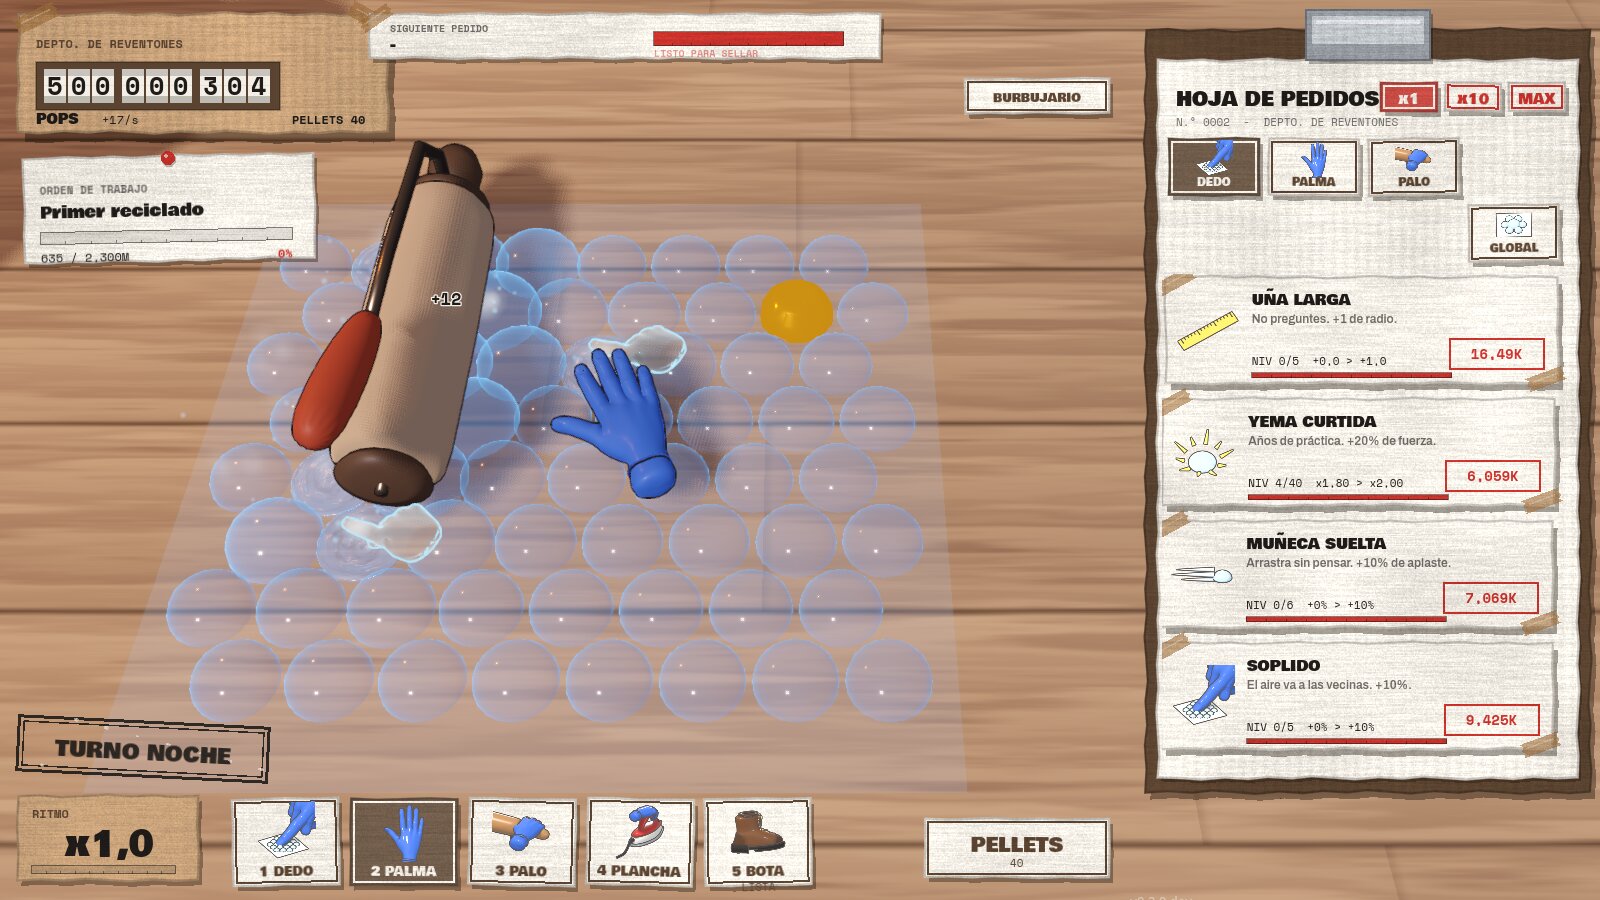 DEPTO. DE REVENTONES
500 000 304
POPS +17/s PELLETS 40
SIGUIENTE PEDIDO
-
LISTO PARA SELLAR
ORDEN DE TRABAJO
Primer reciclado
635 / 2,300M 0%
BURBUJARIO
HOJA DE PEDIDOS x1 x10 MAX
N.° 0002 - DEPTO. DE REVENTONES
DEDO PALMA PALO
GLOBAL
UÑA LARGA
No preguntes. +1 de radio.
NIV 0/5 +0,0 > +1,0 16,49K
YEMA CURTIDA
Años de práctica. +20% de fuerza.
NIV 4/40 x1,80 > x2,00 6,059K
MUÑECA SUELTA
Arrastra sin pensar. +10% de aplaste.
NIV 0/6 +0% > +10% 7,069K
SOPLIDO
El aire va a las vecinas. +10%.
NIV 0/5 +0% > +10% 9,425K
+12
TURNO NOCHE
RITMO
x1,0
1 DEDO 2 PALMA 3 PALO 4 PLANCHA 5 BOTA
LISTA
PELLETS
40